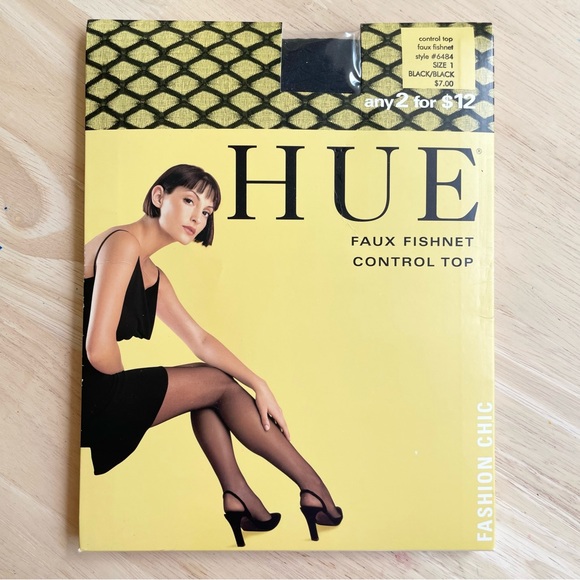 control top
faux fishnet
style #6484
SIZE 1
BLACK/BLACK
$7.00
any 2 for $12
HUE®
FAUX FISHNET
CONTROL TOP
FASHION CHIC